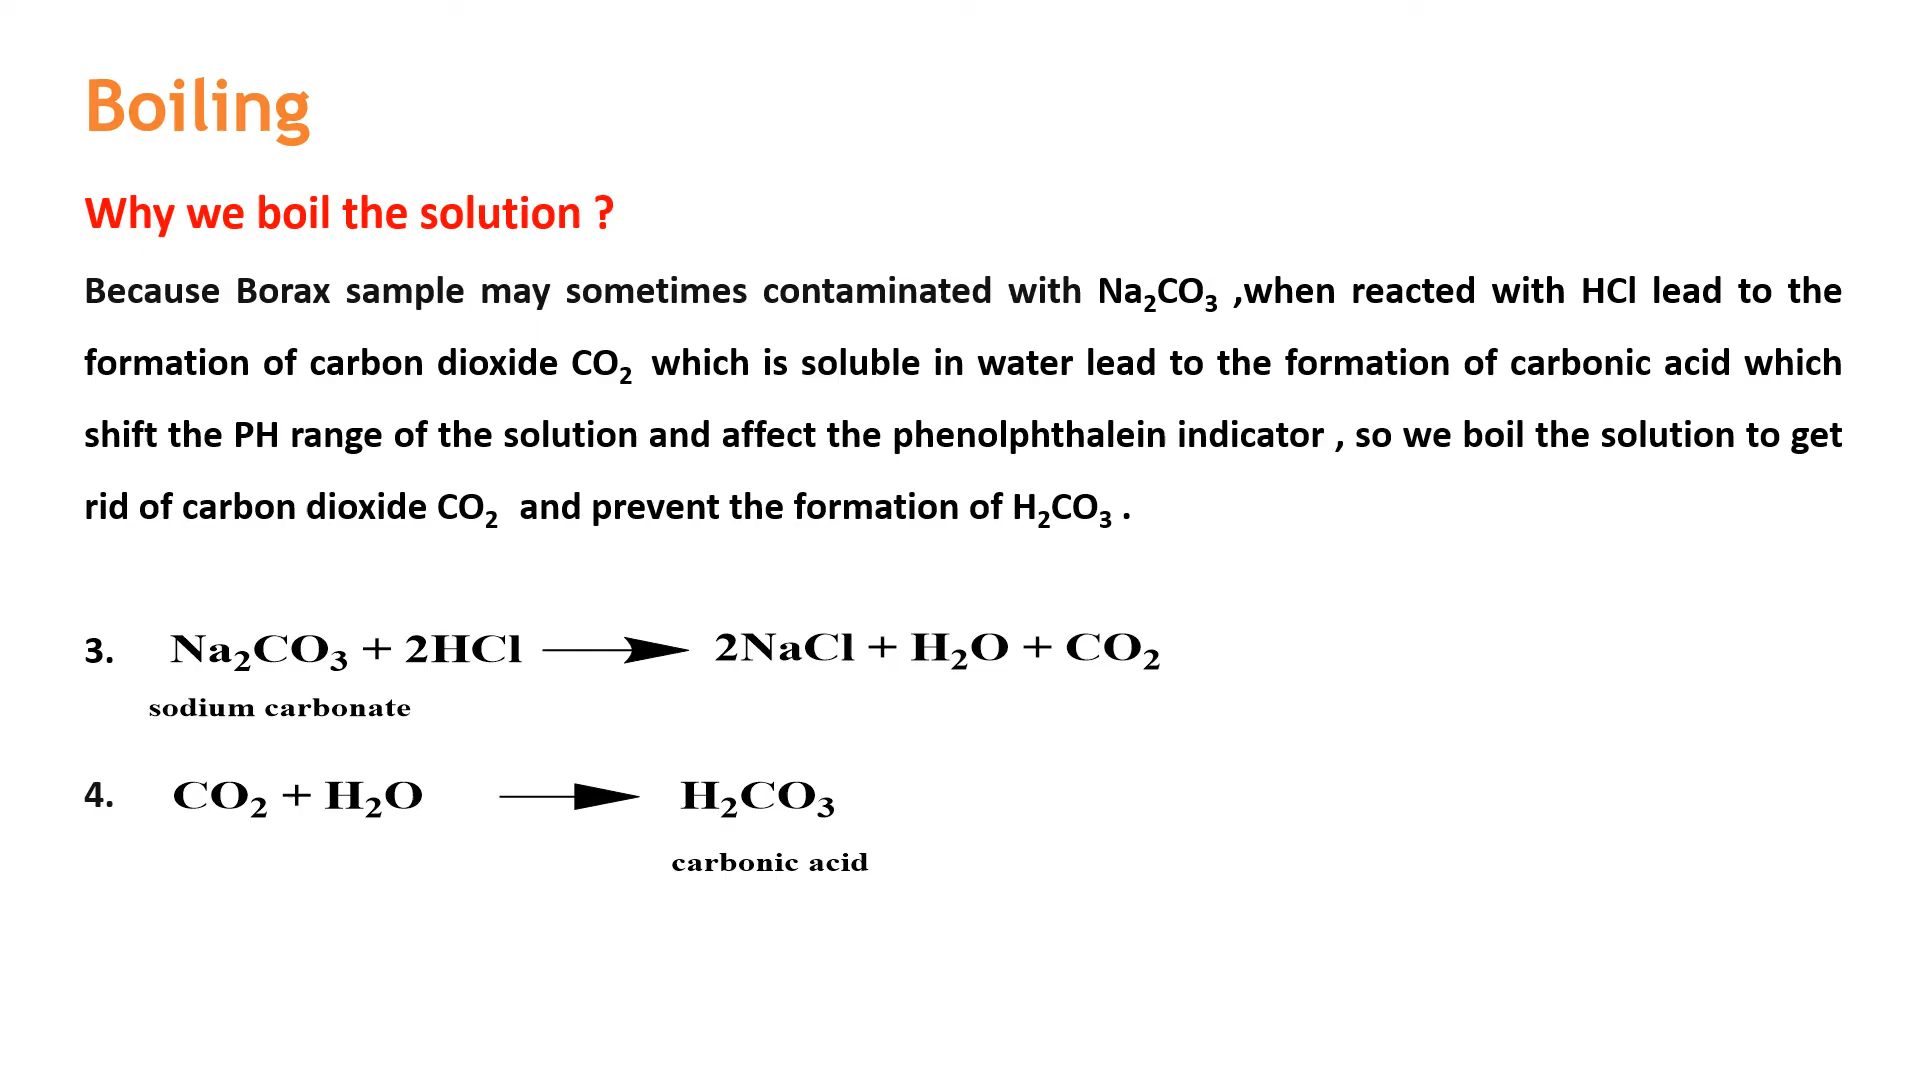 Boiling
Why we boil the solution ?
Because Borax sample may sometimes contaminated with Na₂CO₃ ,when reacted with HCl lead to the
formation of carbon dioxide CO₂ which is soluble in water lead to the formation of carbonic acid which
shift the PH range of the solution and affect the phenolphthalein indicator , so we boil the solution to get
rid of carbon dioxide CO₂ and prevent the formation of H₂CO₃ .
3. Na₂CO₃ + 2HCl ⟶ 2NaCl + H₂O + CO₂
sodium carbonate
4. CO₂ + H₂O ⟶ H₂CO₃
carbonic acid